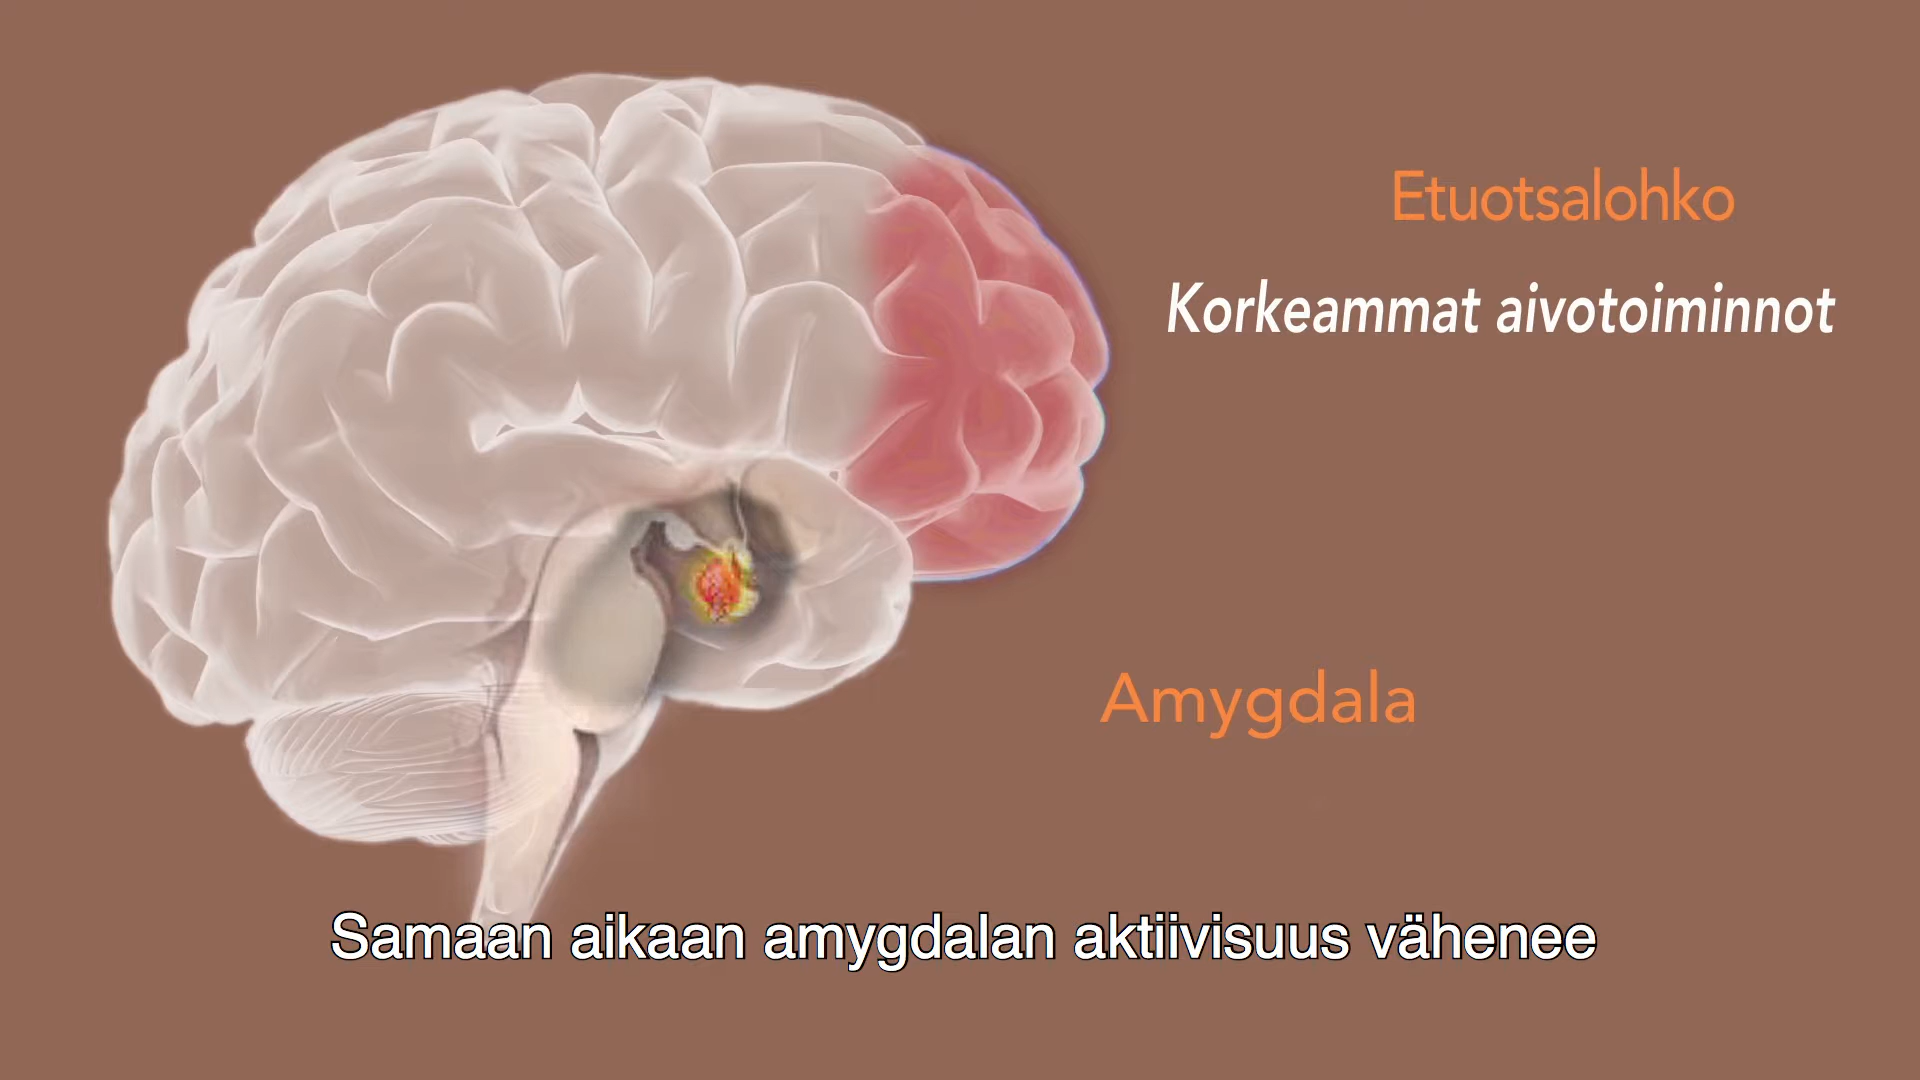 Etuotsalohko
Korkeammat aivotoiminnot
Amygdala
Samaan aikaan amygdalan aktiivisuus vähenee